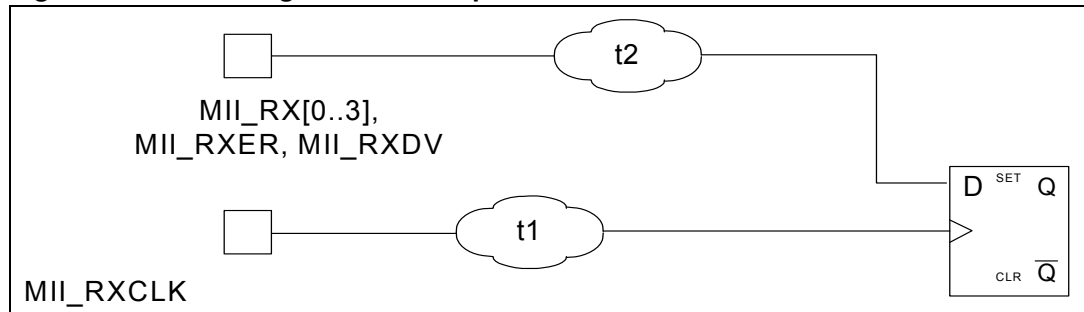 t2
MII_RX[0..3],
MII_RXER, MII_RXDV
D SET Q
t1
CLR Q
MII_RXCLK